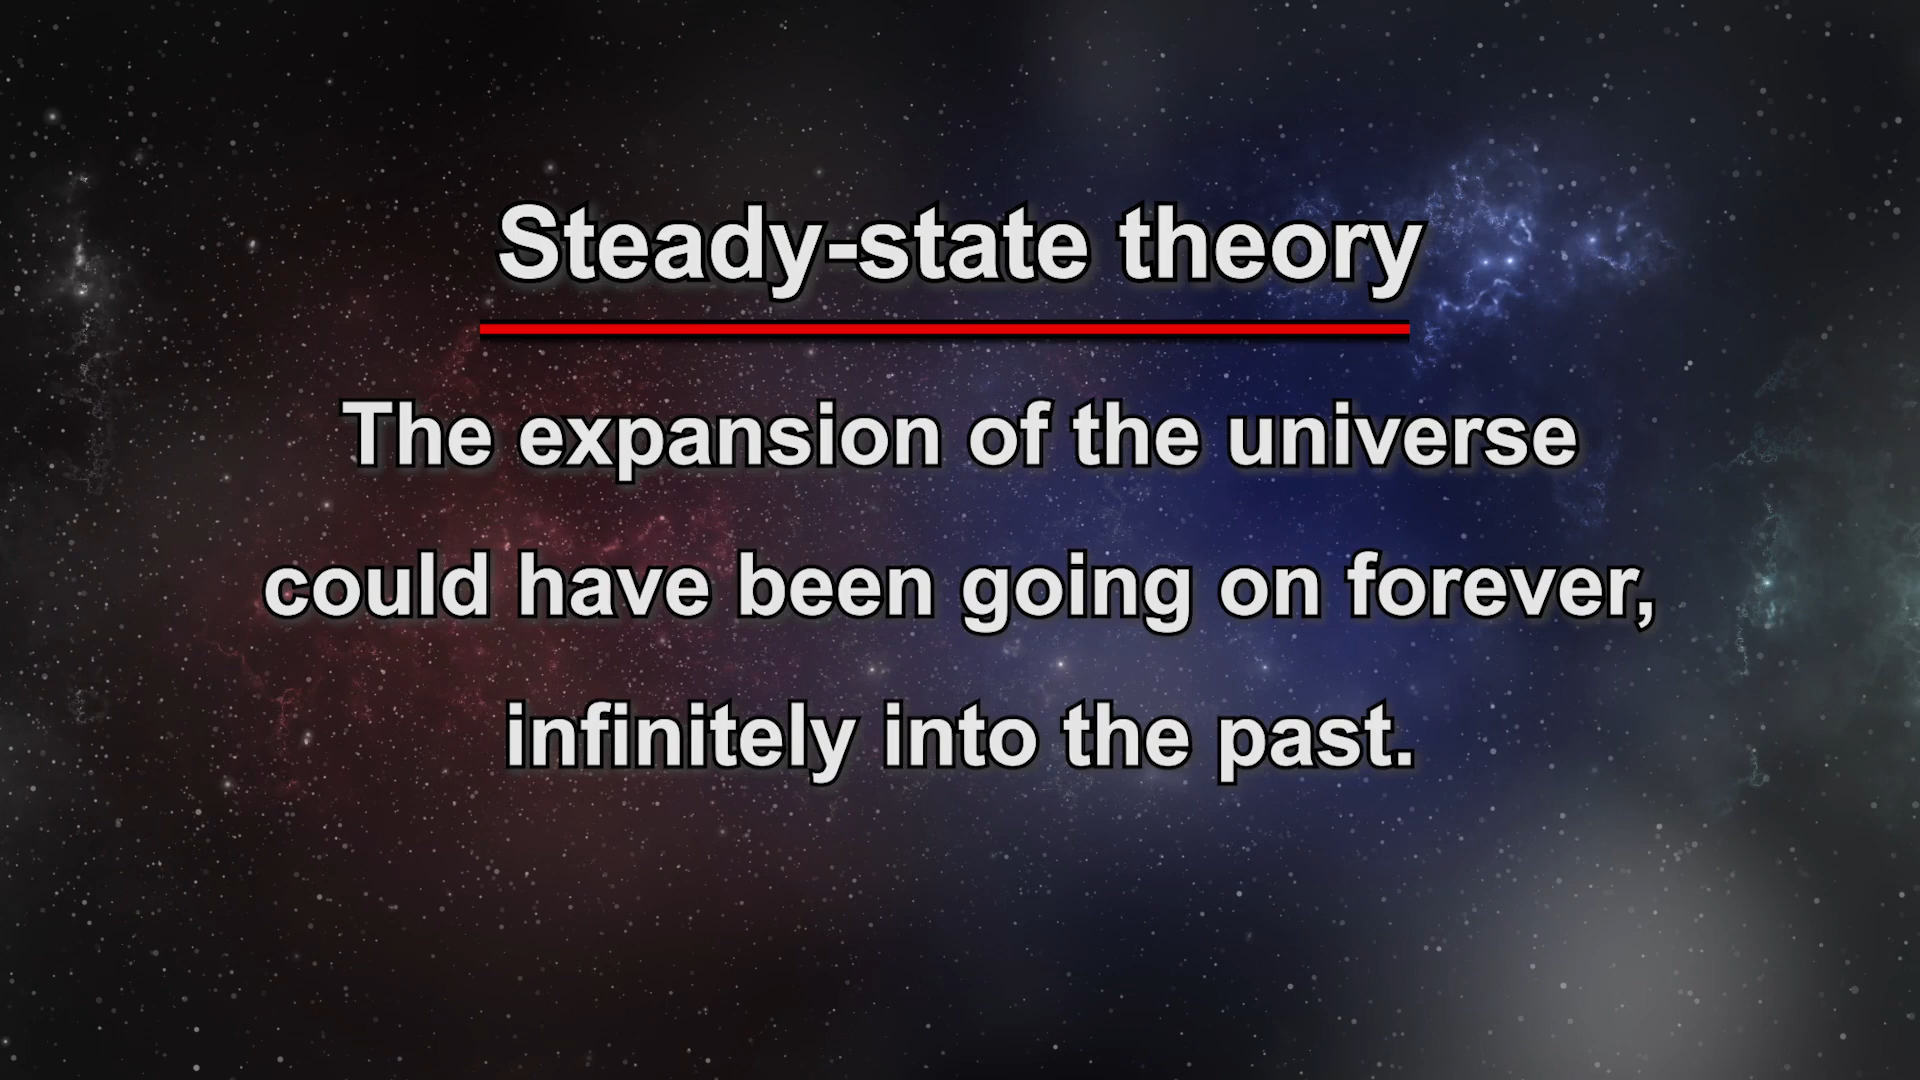 Steady-state theory
The expansion of the universe
could have been going on forever,
infinitely into the past.